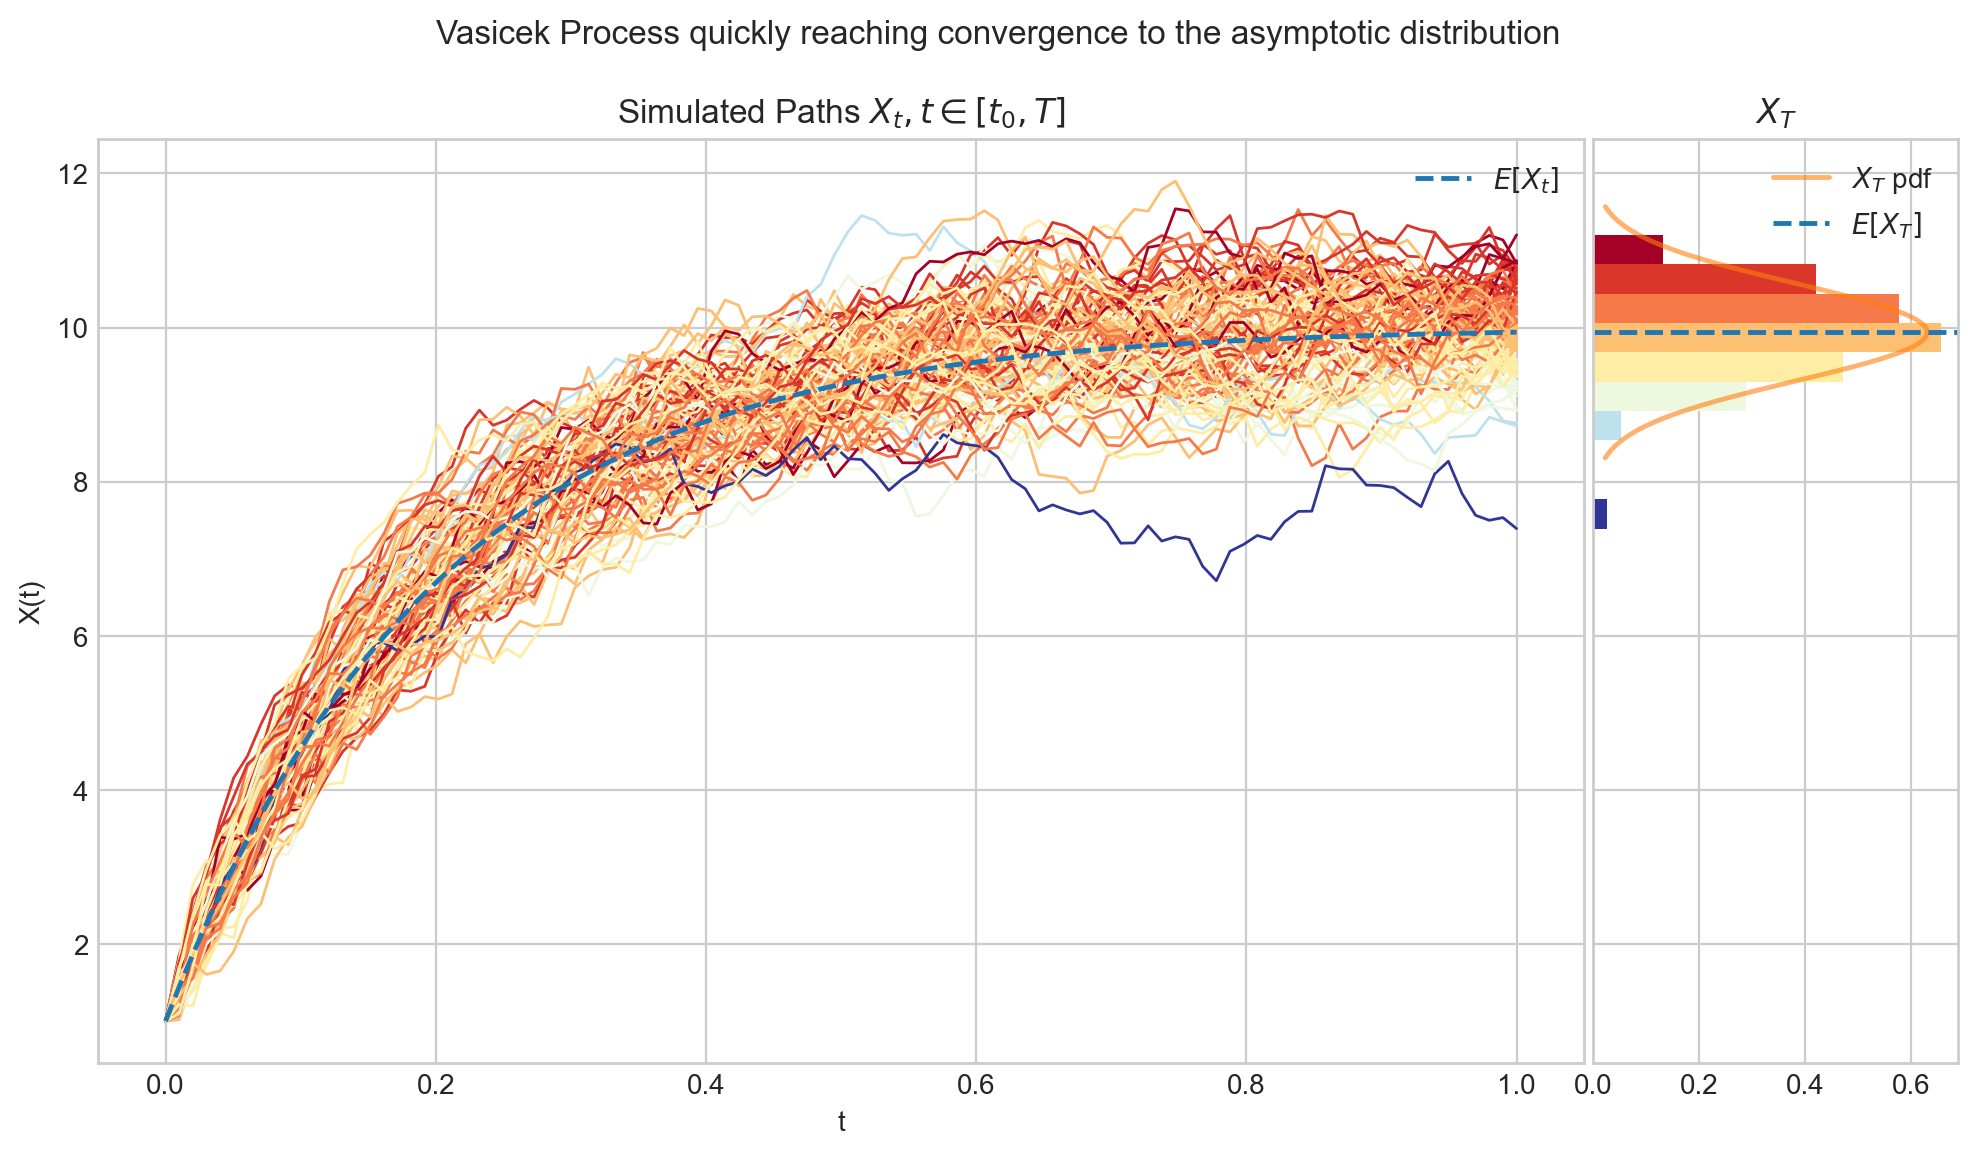 Vasicek Process quickly reaching convergence to the asymptotic distribution
Simulated Paths $X_t, t \in [t_0, T]$
$X_T$
12
10
8
6
4
2
X(t)
$E[X_t]$
$X_T$ pdf
$E[X_T]$
0.0 0.2 0.4 0.6 0.8 1.0
0.0 0.2 0.4 0.6
t